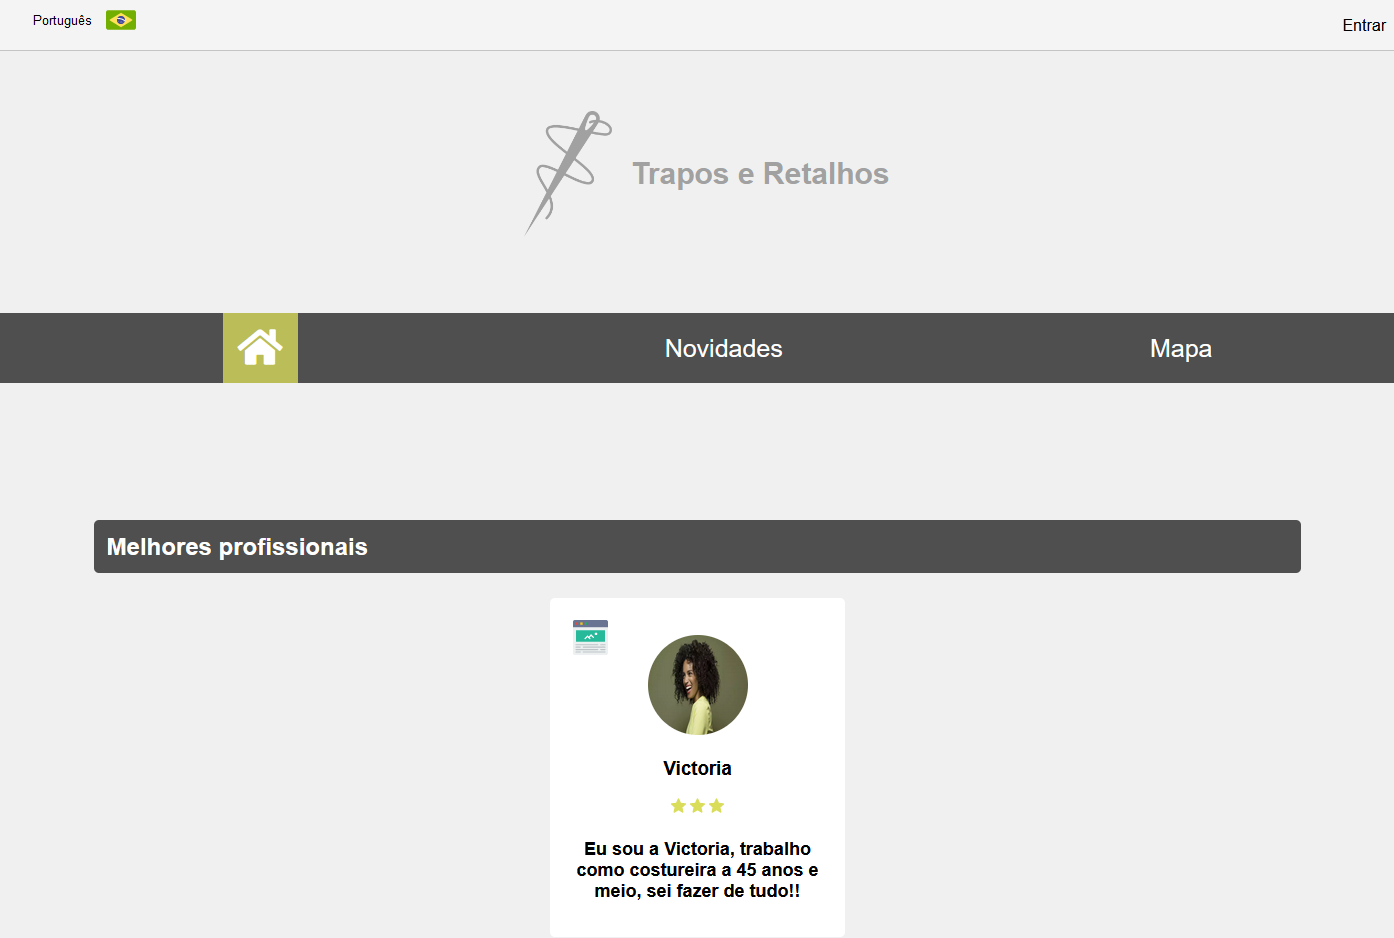 Português
Entrar
Trapos e Retalhos
Novidades
Mapa
Melhores profissionais
Victoria
Eu sou a Victoria, trabalho
como costureira a 45 anos e
meio, sei fazer de tudo!!